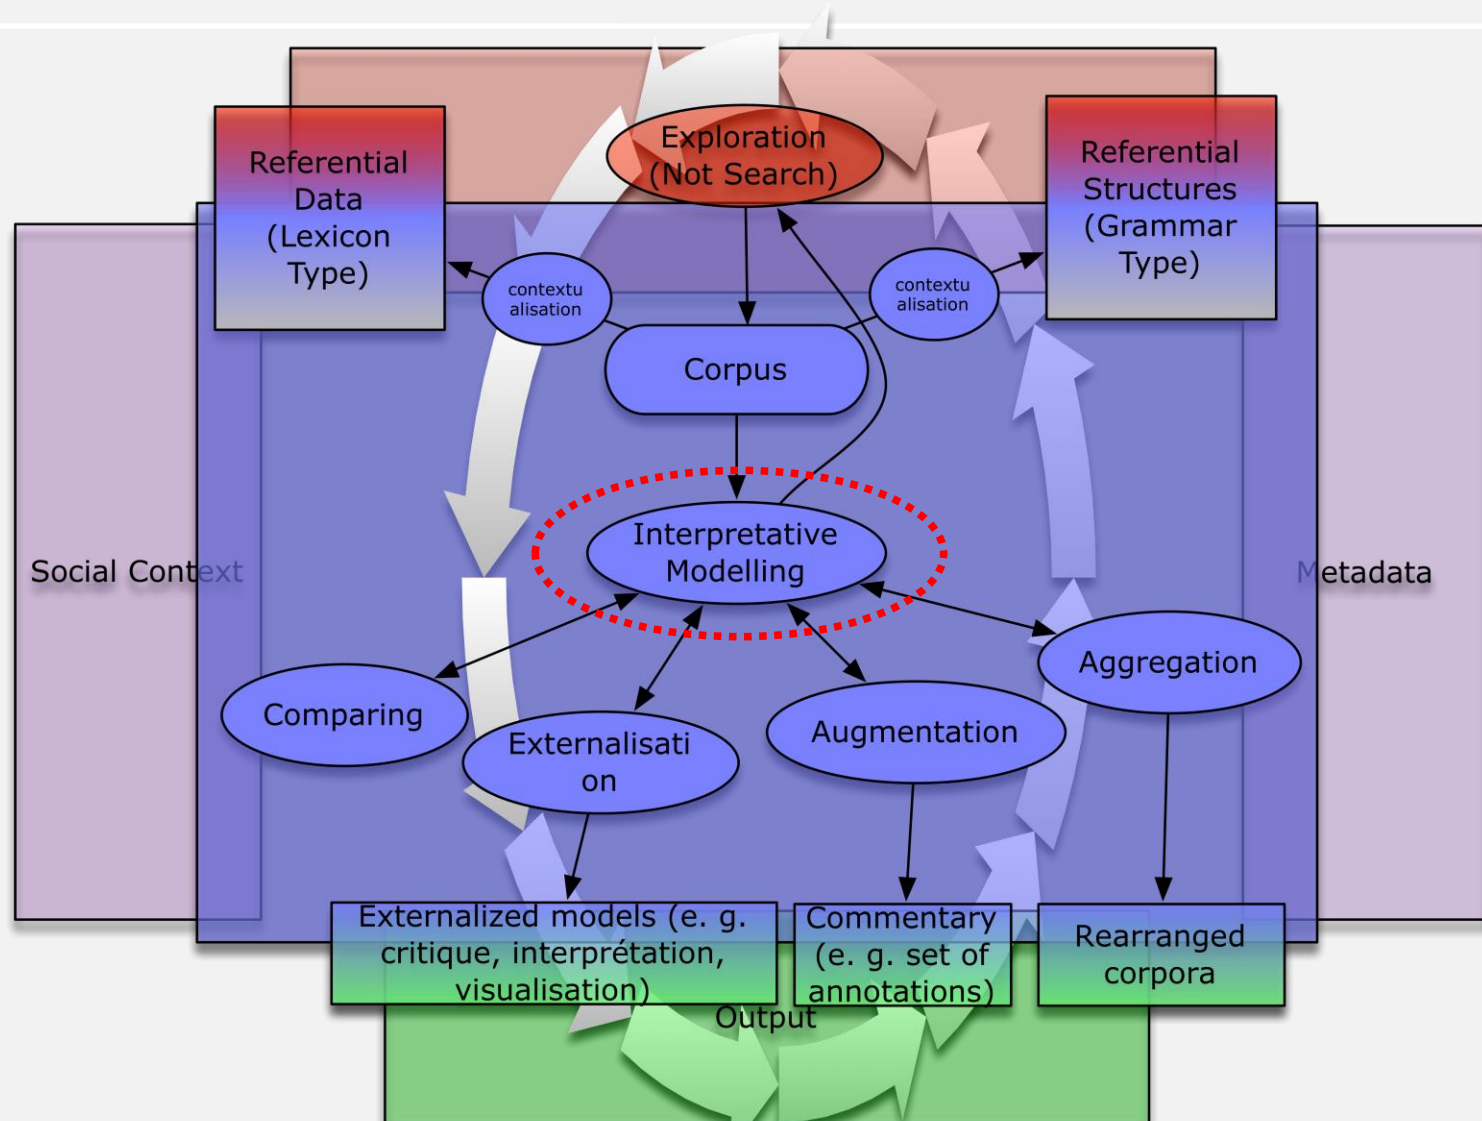 Exploration
(Not Search)
Referential
Data
(Lexicon
Type)
Referential
Structures
(Grammar
Type)
contextu
alisation
contextu
alisation
Corpus
Interpretative
Modelling
Social Context
Metadata
Comparing
Externalisati
on
Augmentation
Aggregation
Externalized models (e. g.
critique, interprétation,
visualisation)
Commentary
(e. g. set of
annotations)
Rearranged
corpora
Output